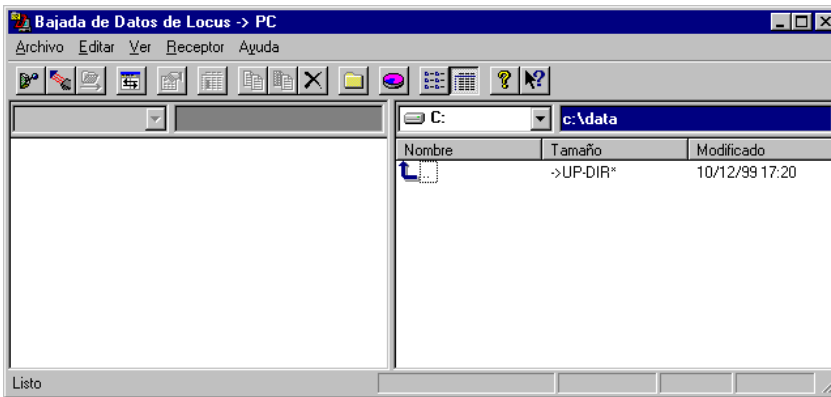 Bajada de Datos de Locus -> PC
Archivo Editar Ver Receptor Ayuda
C: c:\data
Nombre Tamaño Modificado
.. ->UP-DIR* 10/12/99 17:20
Listo